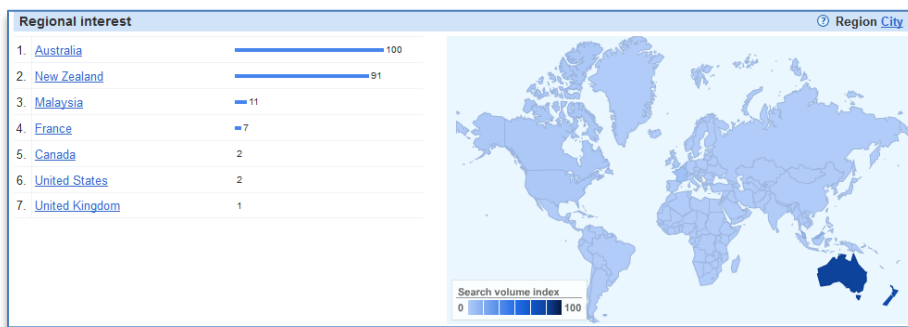 Regional interest
Region City
1. Australia 100
2. New Zealand 91
3. Malaysia 11
4. France 7
5. Canada 2
6. United States 2
7. United Kingdom 1
Search volume index
0 100